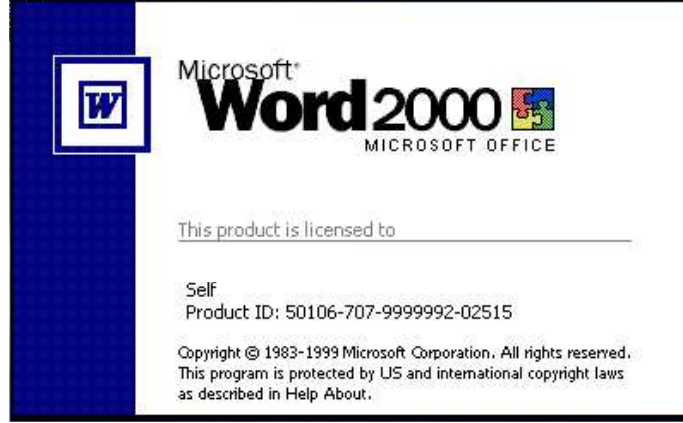 W
Microsoft
Word 2000
MICROSOFT OFFICE
This product is licensed to
Self
Product ID: 50106-707-9999992-02515
Copyright © 1983-1999 Microsoft Corporation. All rights reserved.
This program is protected by US and international copyright laws
as described in Help About.